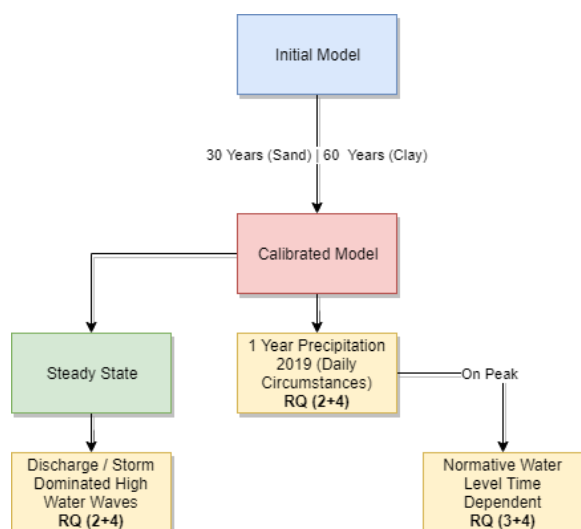 Initial Model
30 Years (Sand) | 60 Years (Clay)
Calibrated Model
Steady State
1 Year Precipitation
2019 (Daily
Circumstances)
RQ (2+4)
On Peak
Discharge / Storm
Dominated High
Water Waves
RQ (2+4)
Normative Water
Level Time
Dependent
RQ (3+4)